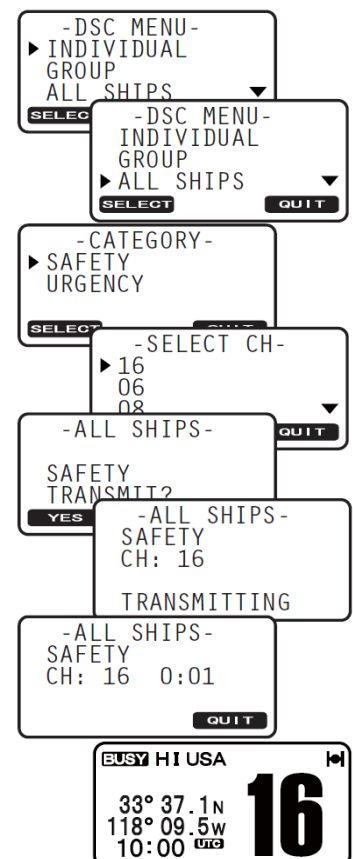 -DSC MENU-
INDIVIDUAL
GROUP
ALL SHIPS
SELEC
-DSC MENU-
INDIVIDUAL
GROUP
ALL SHIPS
SELECT QUIT
-CATEGORY-
SAFETY
URGENCY
SELECT
-SELECT CH-
16
06
08
QUIT
-ALL SHIPS-
SAFETY
TRANSMIT?
YES
-ALL SHIPS-
SAFETY
CH: 16
TRANSMITTING
-ALL SHIPS-
SAFETY
CH: 16 0:01
QUIT
BUSY HI USA
33° 37.1N
118° 09.5W
10:00 UTC
16